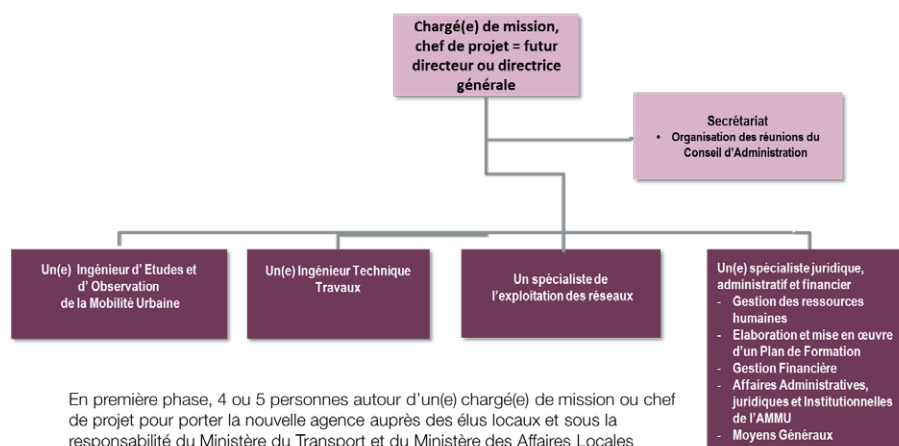 Chargé(e) de mission,
chef de projet = futur
directeur ou directrice
générale
Secrétariat
• Organisation des réunions du
Conseil d'Administration
Un(e) Ingénieur d' Etudes et
d' Observation
de la Mobilité Urbaine
Un(e) Ingénieur Technique
Travaux
Un spécialiste de
l'exploitation des réseaux
Un(e) spécialiste juridique,
administratif et financier
- Gestion des ressources
humaines
- Elaboration et mise en œuvre
d'un Plan de Formation
- Gestion Financière
- Affaires Administratives,
juridiques et Institutionnelles
de l'AMMU
- Moyens Généraux
En première phase, 4 ou 5 personnes autour d'un(e) chargé(e) de mission ou chef
de projet pour porter la nouvelle agence auprès des élus locaux et sous la
responsabilité du Ministère du Transport et du Ministère des Affaires Locales